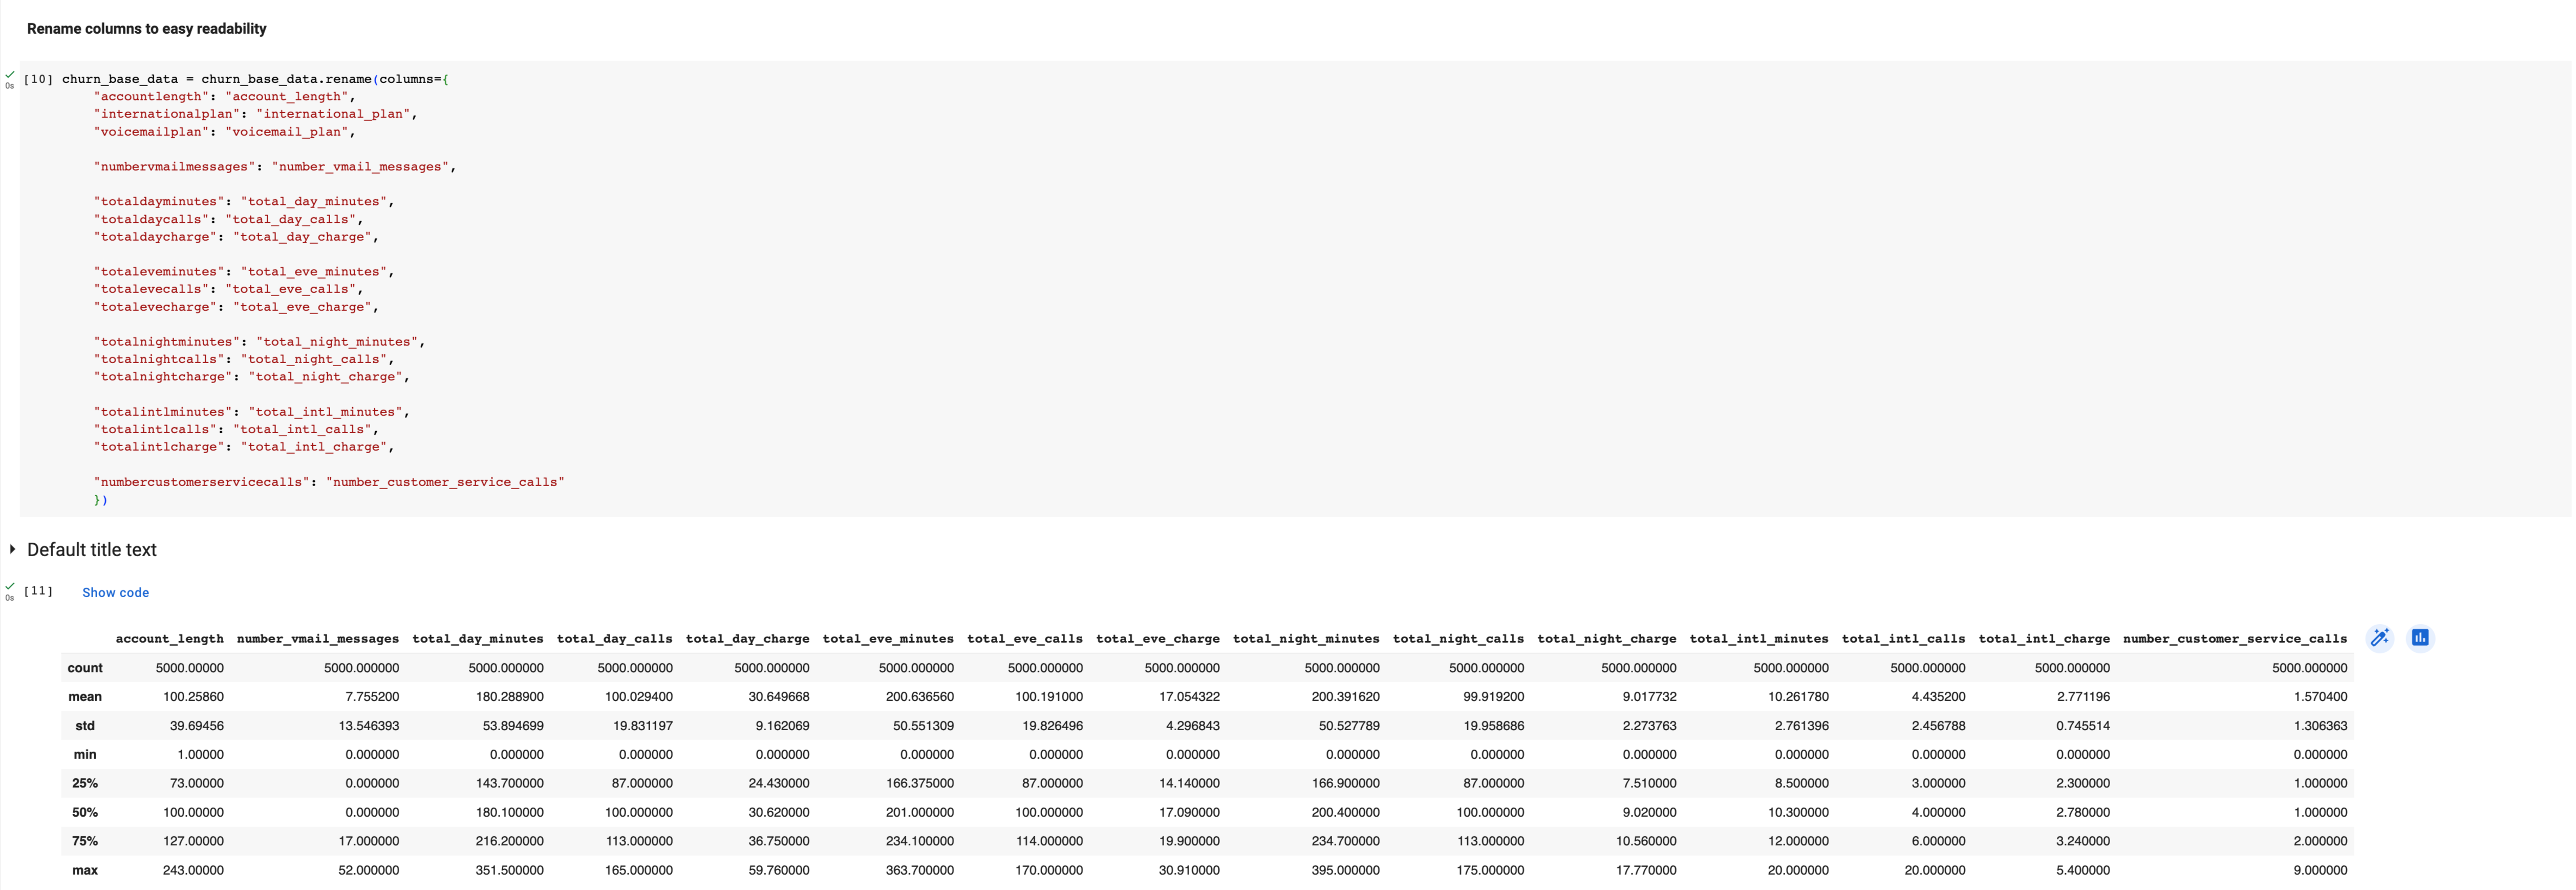 Rename columns to easy readability
0s
[10] churn_base_data = churn_base_data.rename(columns={
"accountlength": "account_length",
"internationalplan": "international_plan",
"voicemailplan": "voicemail_plan",
"numbervmailmessages": "number_vmail_messages",
"totaldayminutes": "total_day_minutes",
"totaldaycalls": "total_day_calls",
"totaldaycharge": "total_day_charge",
"totaleveminutes": "total_eve_minutes",
"totalevecalls": "total_eve_calls",
"totalevecharge": "total_eve_charge",
"totalnightminutes": "total_night_minutes",
"totalnightcalls": "total_night_calls",
"totalnightcharge": "total_night_charge",
"totalintlminutes": "total_intl_minutes",
"totalintlcalls": "total_intl_calls",
"totalintlcharge": "total_intl_charge",
"numbercustomerservicecalls": "number_customer_service_calls"
})
Default title text
0s
[11] Show code
account_length number_vmail_messages total_day_minutes total_day_calls total_day_charge total_eve_minutes total_eve_calls total_eve_charge total_night_minutes total_night_calls total_night_charge total_intl_minutes total_intl_calls total_intl_charge number_customer_service_calls
count 5000.00000 5000.000000 5000.000000 5000.000000 5000.000000 5000.000000 5000.000000 5000.000000 5000.000000 5000.000000 5000.000000 5000.000000 5000.000000 5000.000000 5000.000000
mean 100.25860 7.755200 180.288900 100.029400 30.649668 200.636560 100.191000 17.054322 200.391620 99.919200 9.017732 10.261780 4.435200 2.771196 1.570400
std 39.69456 13.546393 53.894699 19.831197 9.162069 50.551309 19.826496 4.296843 50.527789 19.958686 2.273763 2.761396 2.456788 0.745514 1.306363
min 1.00000 0.000000 0.000000 0.000000 0.000000 0.000000 0.000000 0.000000 0.000000 0.000000 0.000000 0.000000 0.000000 0.000000 0.000000
25% 73.00000 0.000000 143.700000 87.000000 24.430000 166.375000 87.000000 14.140000 166.900000 87.000000 7.510000 8.500000 3.000000 2.300000 1.000000
50% 100.00000 0.000000 180.100000 100.000000 30.620000 201.000000 100.000000 17.090000 200.400000 100.000000 9.020000 10.300000 4.000000 2.780000 1.000000
75% 127.00000 17.000000 216.200000 113.000000 36.750000 234.100000 114.000000 19.900000 234.700000 113.000000 10.560000 12.000000 6.000000 3.240000 2.000000
max 243.00000 52.000000 351.500000 165.000000 59.760000 363.700000 170.000000 30.910000 395.000000 175.000000 17.770000 20.000000 20.000000 5.400000 9.000000